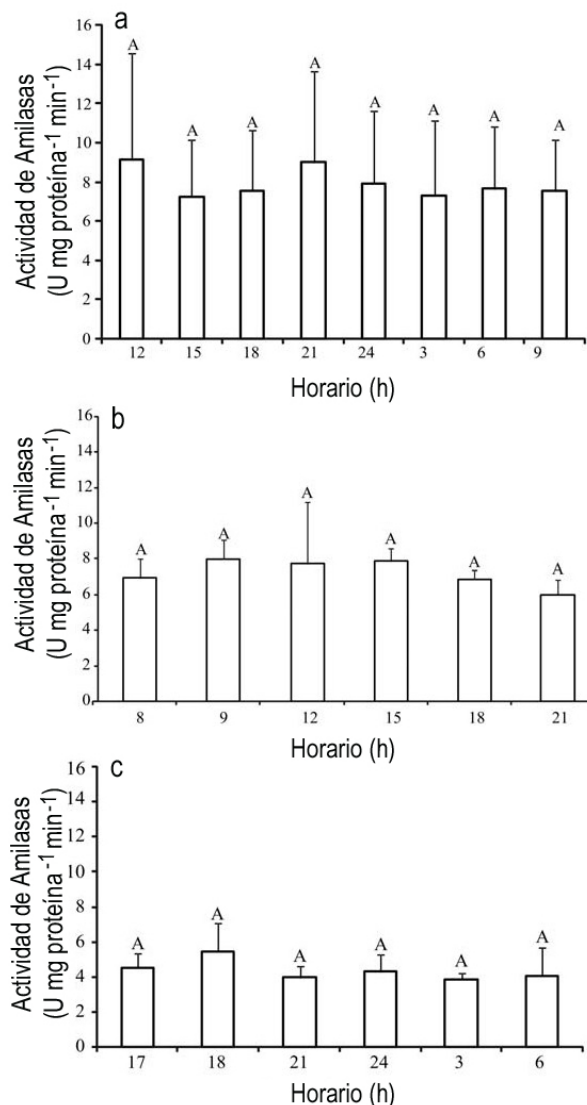 a
Actividad de Amilasas
(U mg proteína⁻¹ min⁻¹)
16
14
12
10
8
6
4
2
0
A A A A A A A A
12 15 18 21 24 3 6 9
Horario (h)
b
Actividad de Amilasas
(U mg proteína⁻¹ min⁻¹)
16
14
12
10
8
6
4
2
0
A A A A A A
8 9 12 15 18 21
Horario (h)
c
Actividad de Amilasas
(U mg proteína⁻¹ min⁻¹)
16
14
12
10
8
6
4
2
0
A A A A A A
17 18 21 24 3 6
Horario (h)